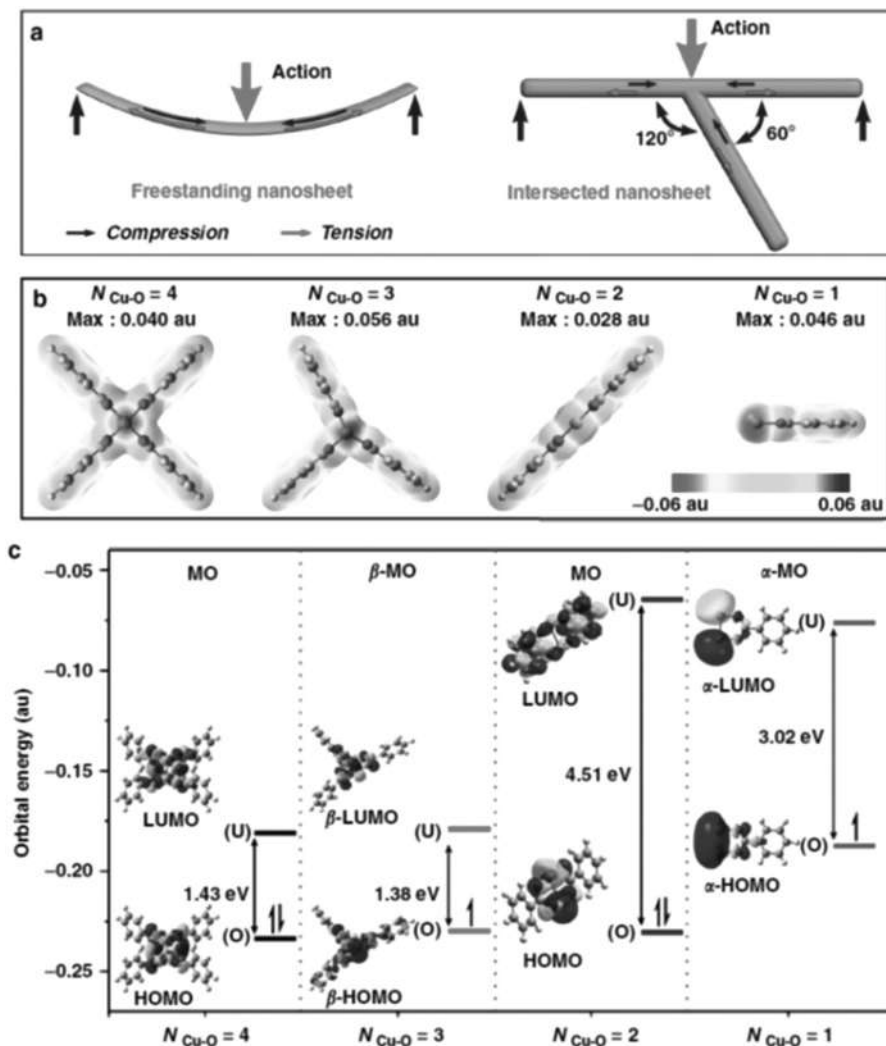 a
Action
Action
120°
60°
Freestanding nanosheet
Intersected nanosheet
Compression
Tension
b
N Cu-O = 4
N Cu-O = 3
N Cu-O = 2
N Cu-O = 1
Max : 0.040 au
Max : 0.056 au
Max : 0.028 au
Max : 0.046 au
−0.06 au
0.06 au
c
Orbital energy (au)
−0.05
−0.10
−0.15
−0.20
−0.25
MO
β-MO
MO
α-MO
LUMO
(U)
1.43 eV
(O)
HOMO
β-LUMO
(U)
1.38 eV
(O)
β-HOMO
(U)
LUMO
4.51 eV
(O)
HOMO
(U)
α-LUMO
3.02 eV
(O)
α-HOMO
N Cu-O = 4
N Cu-O = 3
N Cu-O = 2
N Cu-O = 1